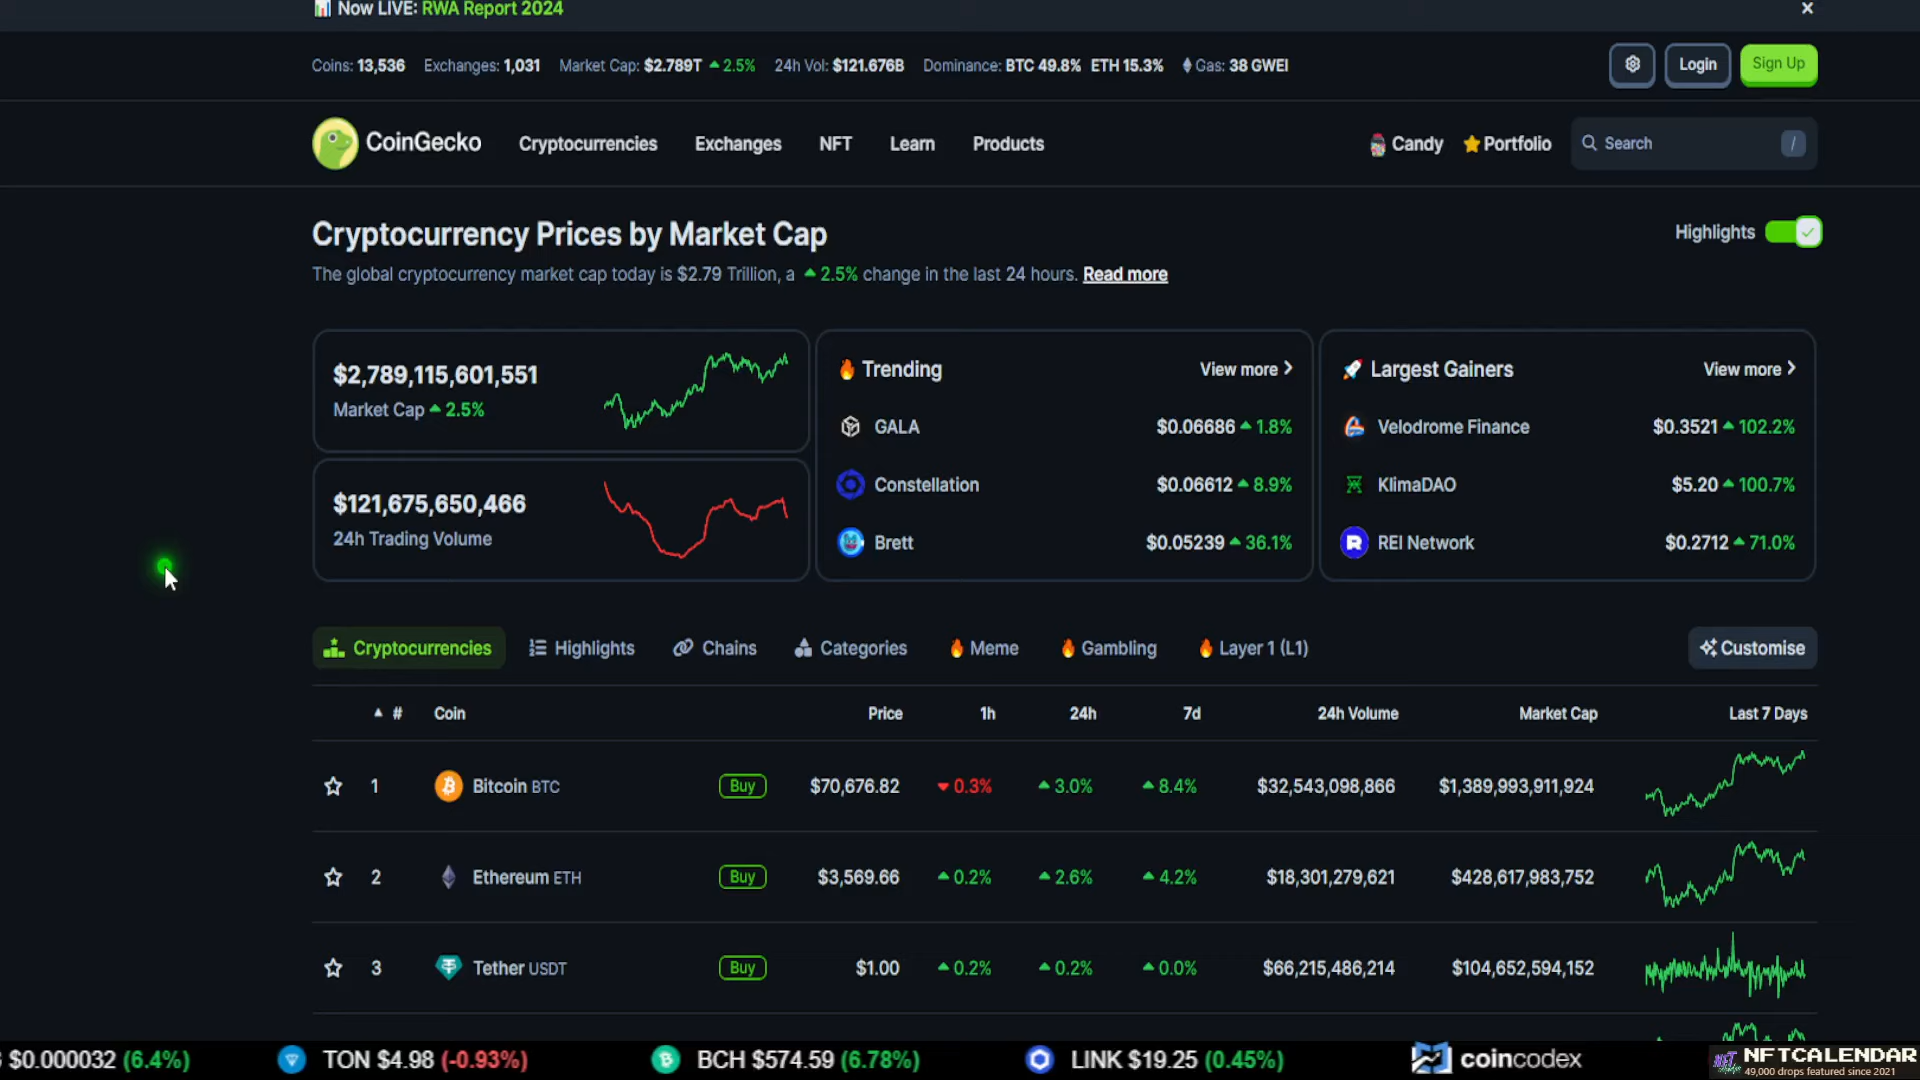 Now LIVE: RWA Report 2024
Coins: 13,536 Exchanges: 1,031 Market Cap: $2.789T 2.5% 24h Vol: $121.676B Dominance: BTC 49.8% ETH 15.3% Gas: 38 GWEI Login Sign Up
CoinGecko Cryptocurrencies Exchanges NFT Learn Products Candy Portfolio Search /
Cryptocurrency Prices by Market Cap
Highlights
The global cryptocurrency market cap today is $2.79 Trillion, a 2.5% change in the last 24 hours. Read more
$2,789,115,601,551
Market Cap 2.5%
$121,675,650,466
24h Trading Volume
Trending View more
GALA $0.06686 1.8%
Constellation $0.06612 8.9%
Brett $0.05239 36.1%
Largest Gainers View more
Velodrome Finance $0.3521 102.2%
KlimaDAO $5.20 100.7%
REI Network $0.2712 71.0%
Cryptocurrencies Highlights Chains Categories Meme Gambling Layer 1 (L1) Customise
# Coin Price 1h 24h 7d 24h Volume Market Cap Last 7 Days
1 Bitcoin BTC Buy $70,676.82 0.3% 3.0% 8.4% $32,543,098,866 $1,389,993,911,924
2 Ethereum ETH Buy $3,569.66 0.2% 2.6% 4.2% $18,301,279,621 $428,617,983,752
3 Tether USDT Buy $1.00 0.2% 0.2% 0.0% $66,215,486,214 $104,652,594,152
$0.000032 (6.4%) TON $4.98 (-0.93%) BCH $574.59 (6.78%) LINK $19.25 (0.45%) coincodex
NFTCALENDAR
49,000 drops featured since 2021